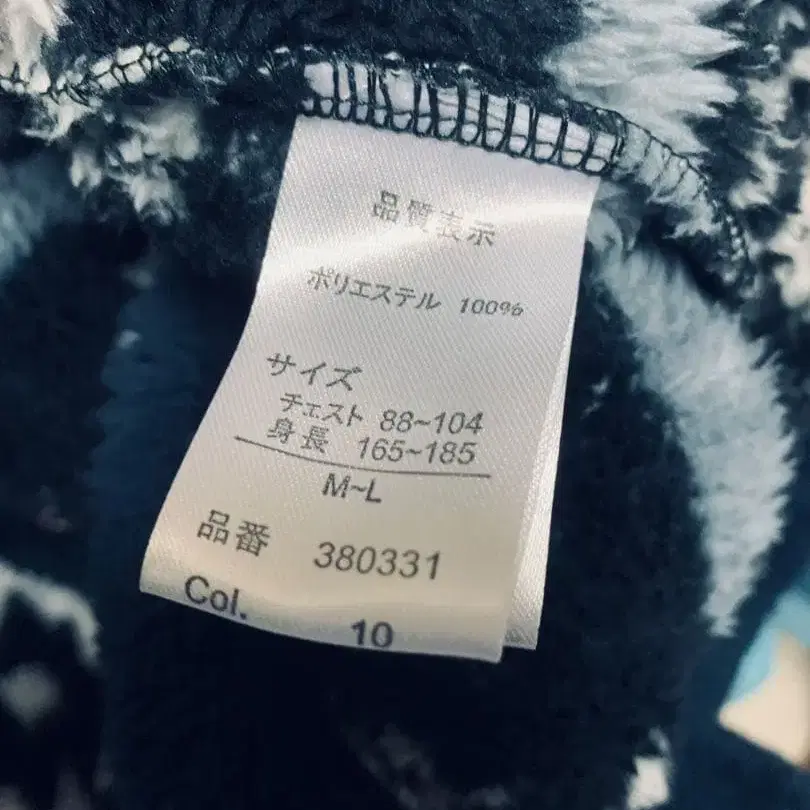 品質表示
ポリエステル 100%
サイズ
チェスト 88~104
身長 165~185
M~L
品番 380331
Col. 10